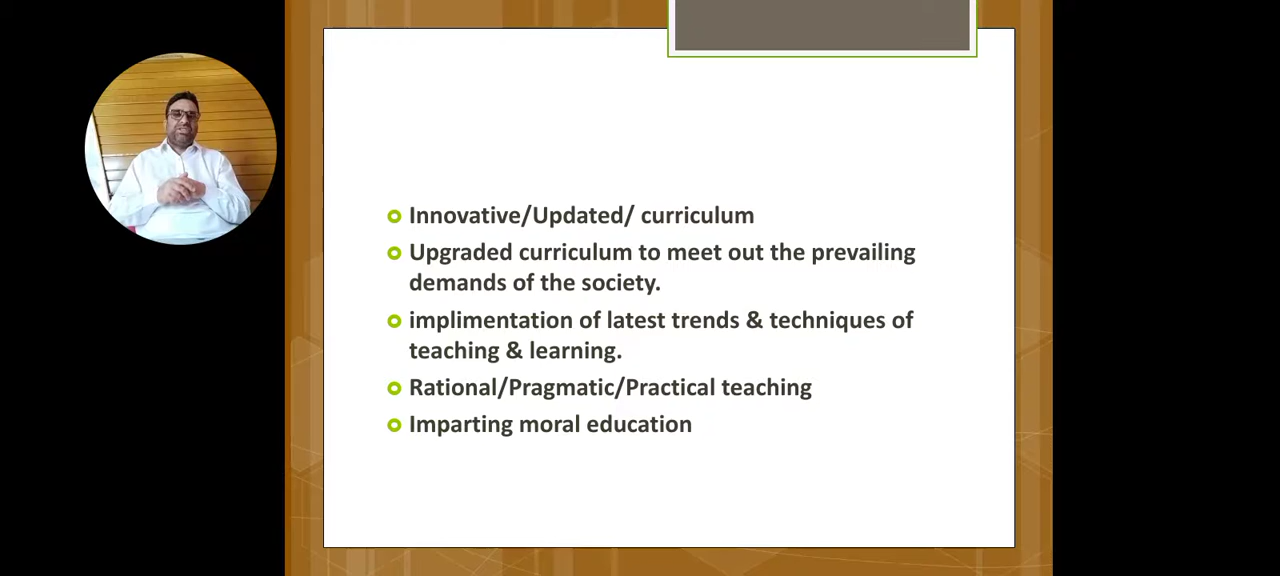 Innovative/Updated/ curriculum
Upgraded curriculum to meet out the prevailing
demands of the society.
implimentation of latest trends & techniques of
teaching & learning.
Rational/Pragmatic/Practical teaching
Imparting moral education